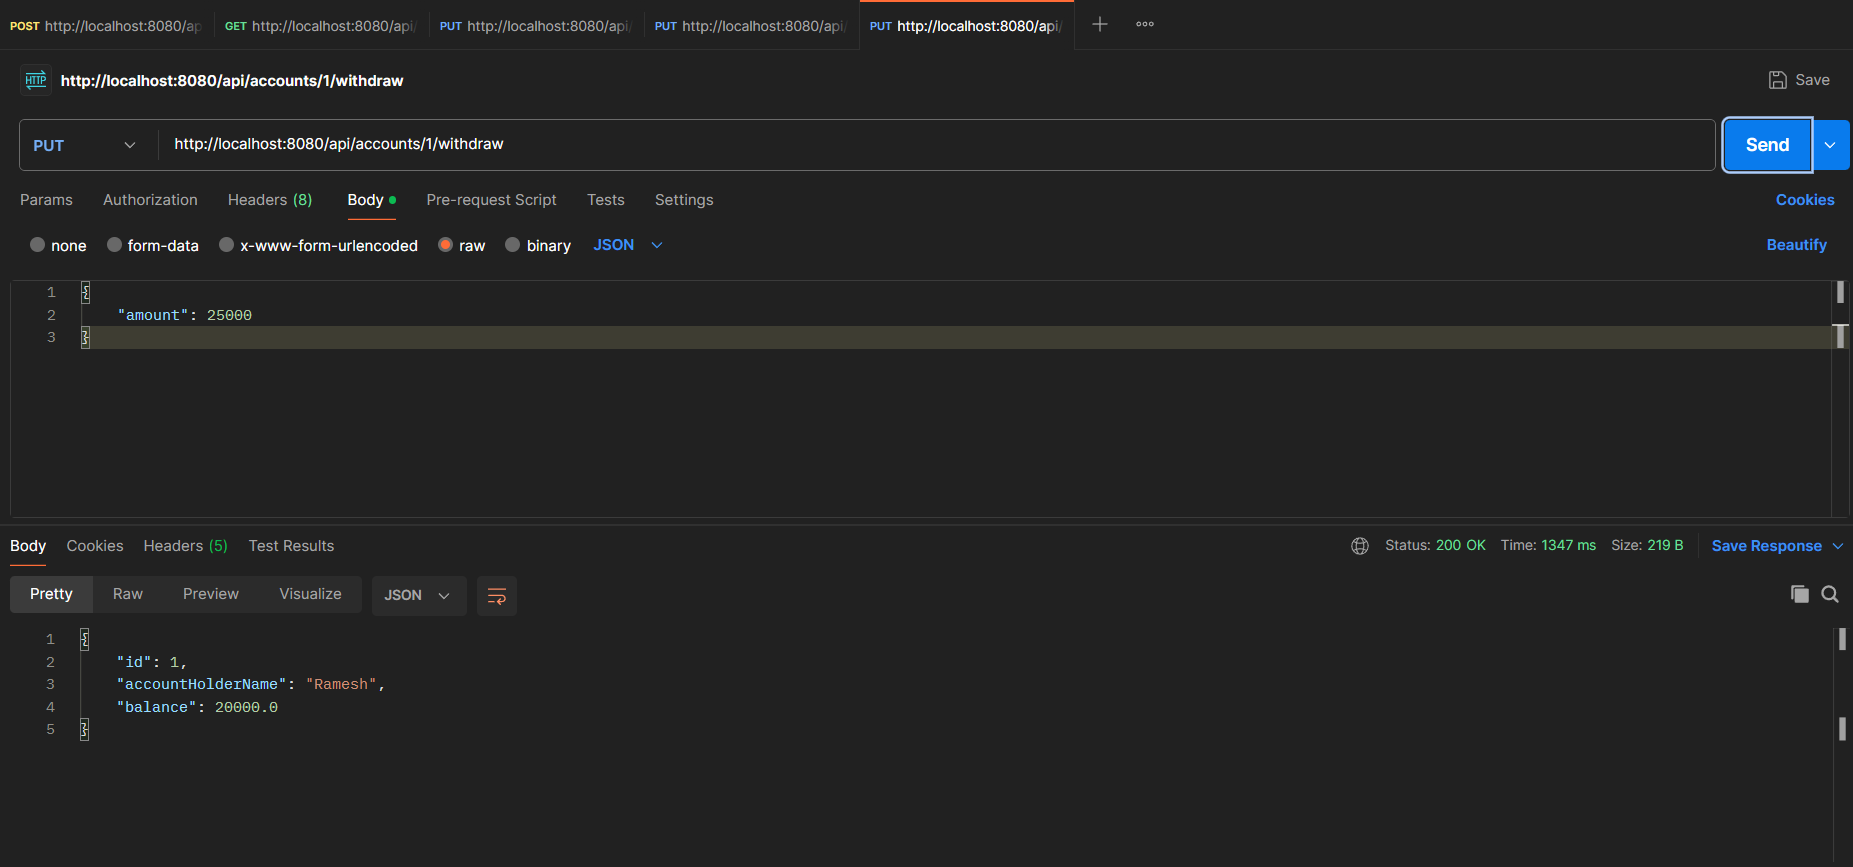 POST http://localhost:8080/ap
GET http://localhost:8080/api/
PUT http://localhost:8080/api/
PUT http://localhost:8080/api/
PUT http://localhost:8080/api/
HTTP http://localhost:8080/api/accounts/1/withdraw
Save
PUT http://localhost:8080/api/accounts/1/withdraw
Send
Params Authorization Headers (8) Body Pre-request Script Tests Settings Cookies
none form-data x-www-form-urlencoded raw binary JSON Beautify
1 {
2 "amount": 25000
3 }
Body Cookies Headers (5) Test Results Status: 200 OK Time: 1347 ms Size: 219 B Save Response
Pretty Raw Preview Visualize JSON
1 {
2 "id": 1,
3 "accountHolderName": "Ramesh",
4 "balance": 20000.0
5 }